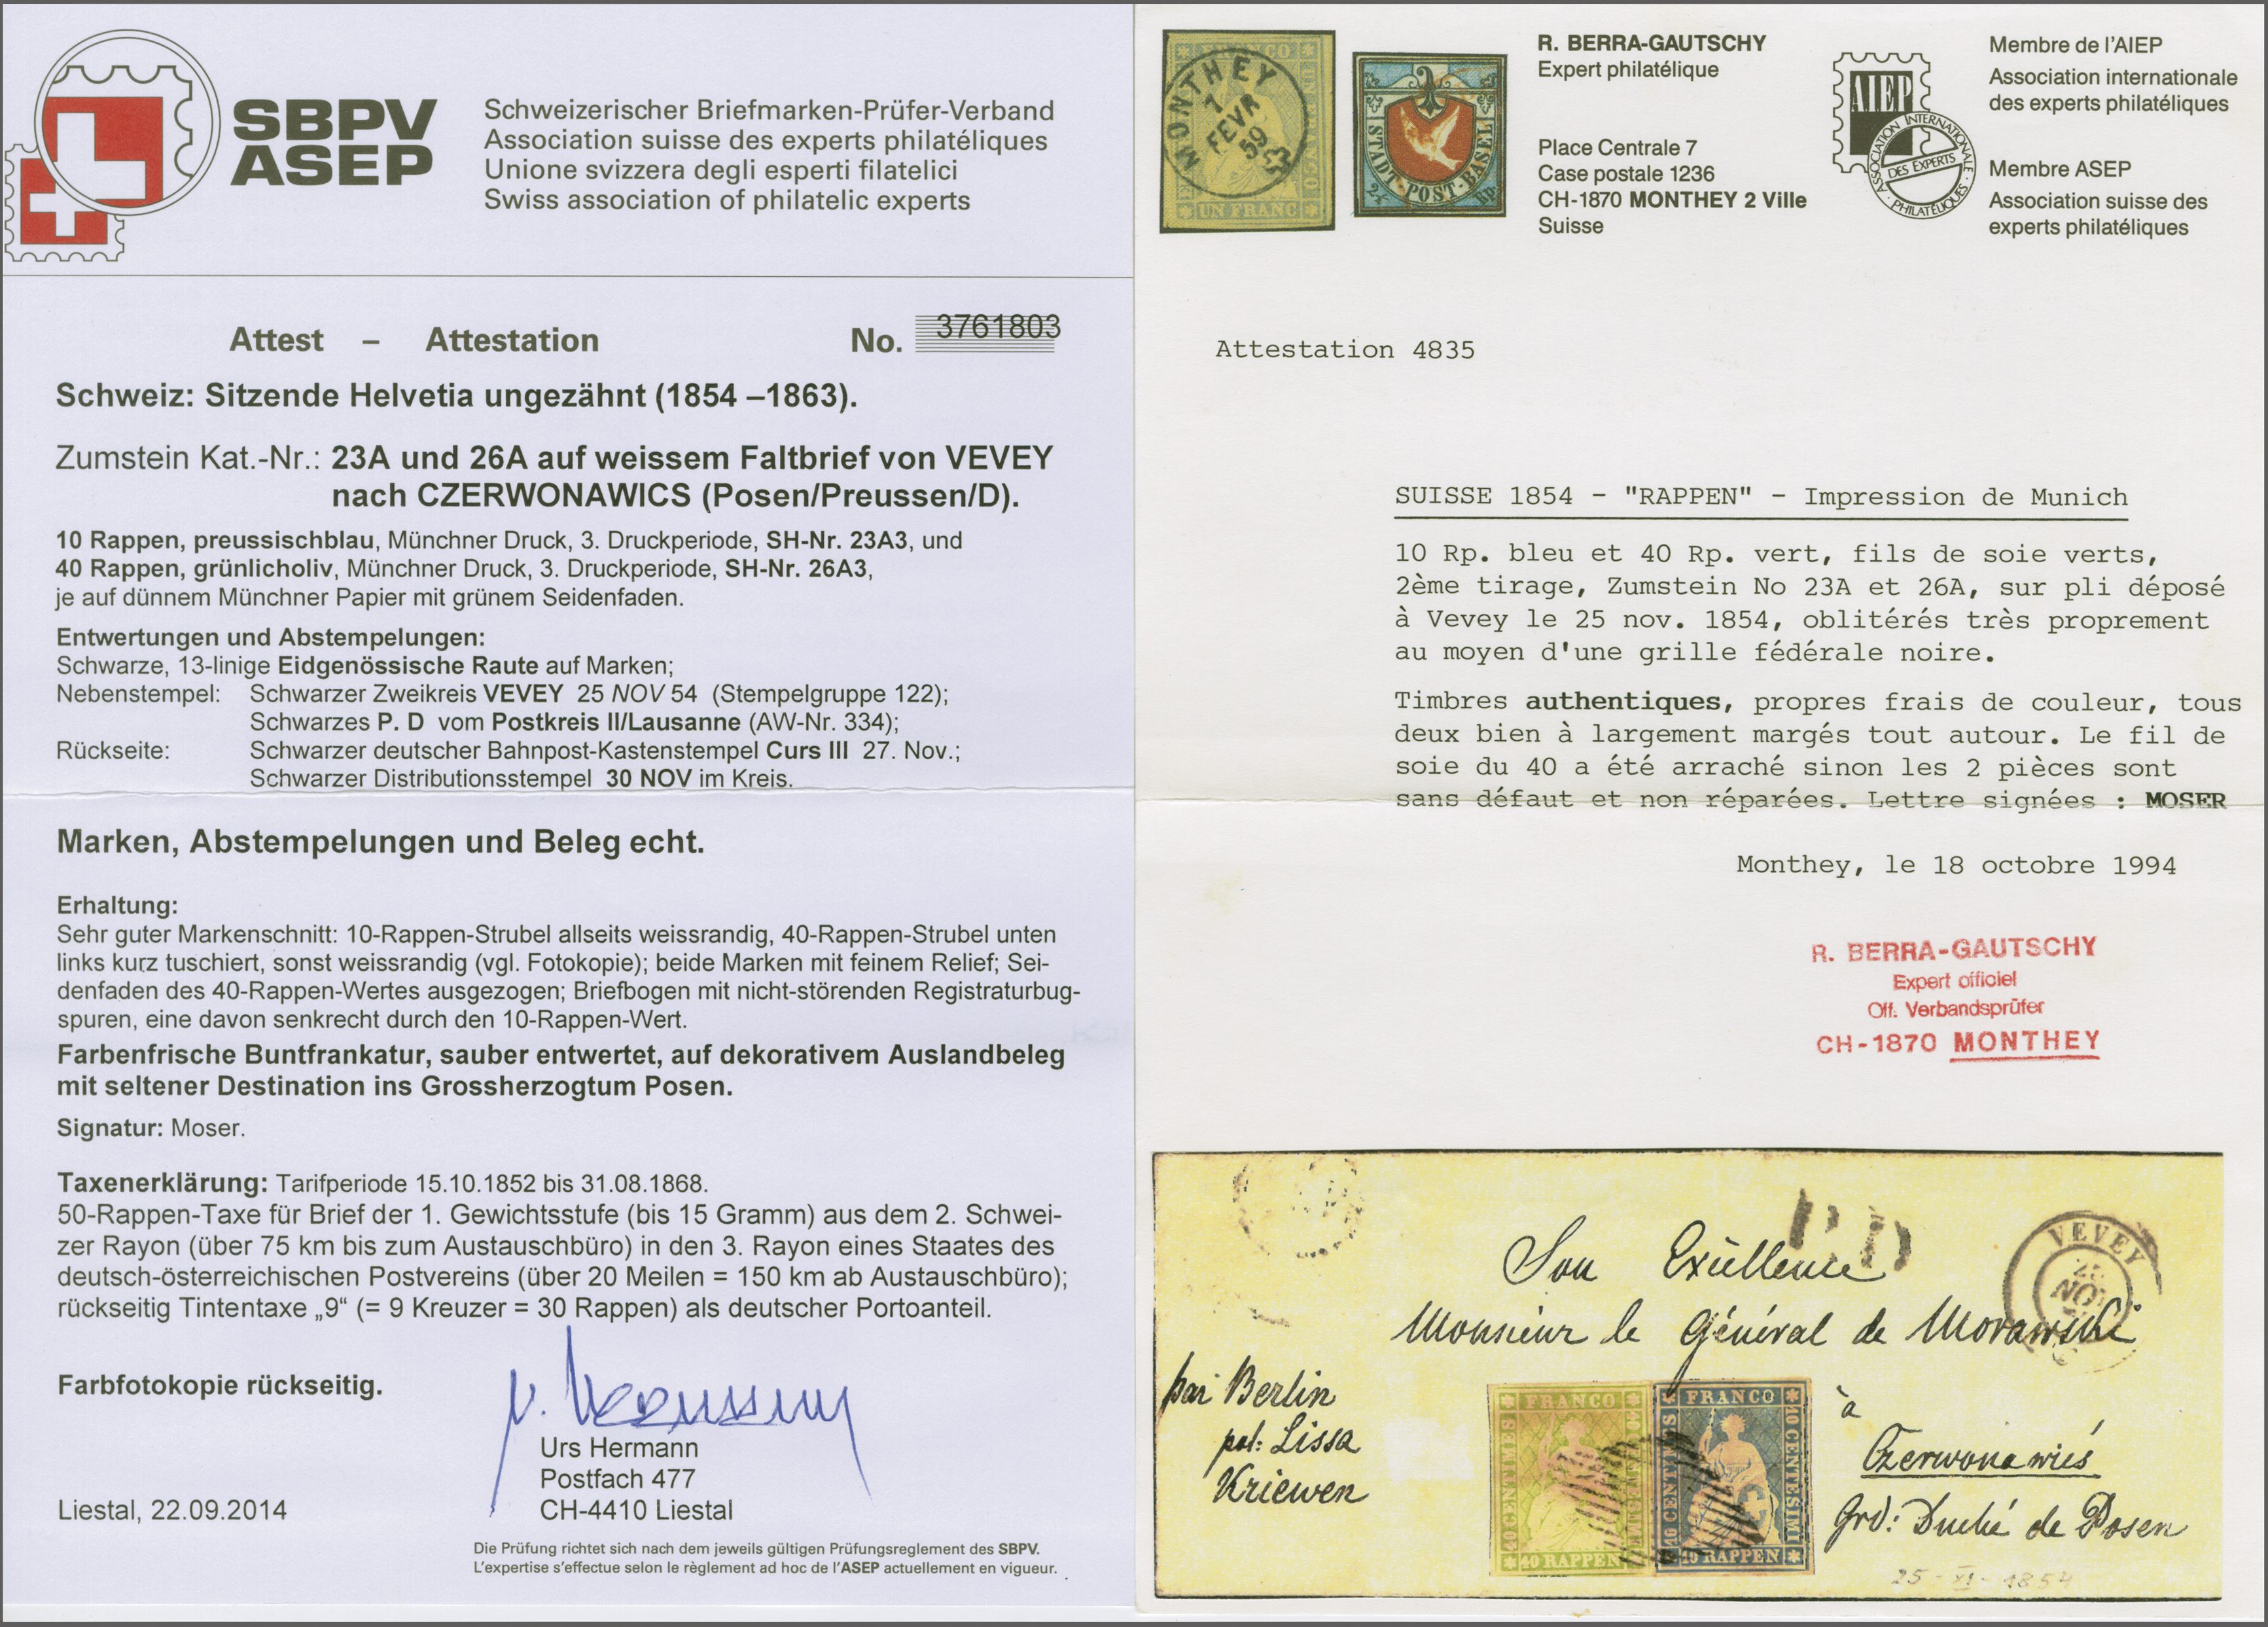 SBPV
ASEP
Schweizerischer Briefmarken-Prüfer-Verband
Association suisse des experts philatéliques
Unione svizzera degli esperti filatelici
Swiss association of philatelic experts
Attest – Attestation No. 3761803
Schweiz: Sitzende Helvetia ungezähnt (1854 –1863).
Zumstein Kat.-Nr.: 23A und 26A auf weissem Faltbrief von VEVEY
nach CZERWONAWICS (Posen/Preussen/D).
10 Rappen, preussischblau, Münchner Druck, 3. Druckperiode, SH-Nr. 23A3, und
40 Rappen, grünlicholiv, Münchner Druck, 3. Druckperiode, SH-Nr. 26A3,
je auf dünnem Münchner Papier mit grünem Seidenfaden.
Entwertungen und Abstempelungen:
Schwarze, 13-linige Eidgenössische Raute auf Marken;
Nebenstempel: Schwarzer Zweikreis VEVEY 25 NOV 54 (Stempelgruppe 122);
Schwarzes P. D vom Postkreis II/Lausanne (AW-Nr. 334);
Rückseite: Schwarzer deutscher Bahnpost-Kastenstempel Curs III 27. Nov.;
Schwarzer Distributionsstempel 30 NOV im Kreis.
Marken, Abstempelungen und Beleg echt.
Erhaltung:
Sehr guter Markenschnitt: 10-Rappen-Strubel allseits weissrandig, 40-Rappen-Strubel unten
links kurz tuschiert, sonst weissrandig (vgl. Fotokopie); beide Marken mit feinem Relief; Sei-
denfaden des 40-Rappen-Wertes ausgezogen; Briefbogen mit nicht-störenden Registraturbug-
spuren, eine davon senkrecht durch den 10-Rappen-Wert.
Farbenfrische Buntfrankatur, sauber entwertet, auf dekorativem Auslandbeleg
mit seltener Destination ins Grossherzogtum Posen.
Signatur: Moser.
Taxenerklärung: Tarifperiode 15.10.1852 bis 31.08.1868.
50-Rappen-Taxe für Brief der 1. Gewichtsstufe (bis 15 Gramm) aus dem 2. Schwei-
zer Rayon (über 75 km bis zum Austauschbüro) in den 3. Rayon eines Staates des
deutsch-österreichischen Postvereins (über 20 Meilen = 150 km ab Austauschbüro);
rückseitig Tintentaxe „9“ (= 9 Kreuzer = 30 Rappen) als deutscher Portoanteil.
Farbfotokopie rückseitig.
Urs Hermann
Postfach 477
Liestal, 22.09.2014 CH-4410 Liestal
Die Prüfung richtet sich nach dem jeweils gültigen Prüfungsreglement des SBPV.
L'expertise s'effectue selon le règlement ad hoc de l'ASEP actuellement en vigueur.
FRANCO
MONTHEY
7
FEVR
59
UN FRANC
STADT-POST-BASEL
2½ Rp.
R. BERRA-GAUTSCHY
Expert philatélique
Place Centrale 7
Case postale 1236
CH-1870 MONTHEY 2 Ville
Suisse
AIEP
ASSOCIATION INTERNATIONALE
DES EXPERTS
PHILATÉLIQUES
Membre de l'AIEP
Association internationale
des experts philatéliques
Membre ASEP
Association suisse des
experts philatéliques
Attestation 4835
SUISSE 1854 - "RAPPEN" - Impression de Munich
10 Rp. bleu et 40 Rp. vert, fils de soie verts,
2ème tirage, Zumstein No 23A et 26A, sur pli déposé
à Vevey le 25 nov. 1854, oblitérés très proprement
au moyen d'une grille fédérale noire.
Timbres authentiques, propres frais de couleur, tous
deux bien à largement margés tout autour. Le fil de
soie du 40 a été arraché sinon les 2 pièces sont
sans défaut et non réparées. Lettre signées : MOSER
Monthey, le 18 octobre 1994
R. BERRA-GAUTSCHY
Expert officiel
Off. Verbandsprüfer
CH-1870 MONTHEY
PD
VEVEY
NOV
Son Excellence
Monsieur le Général de Morawski
par Berlin
Lissa
Kriewen
à
Czerwonawies
Grd: Duché de Posen
FRANCO
40 CENTIMES
40 RAPPEN
FRANCO
10 CENTIMES
10 CENTESIMI
10 RAPPEN
25-XI-1854